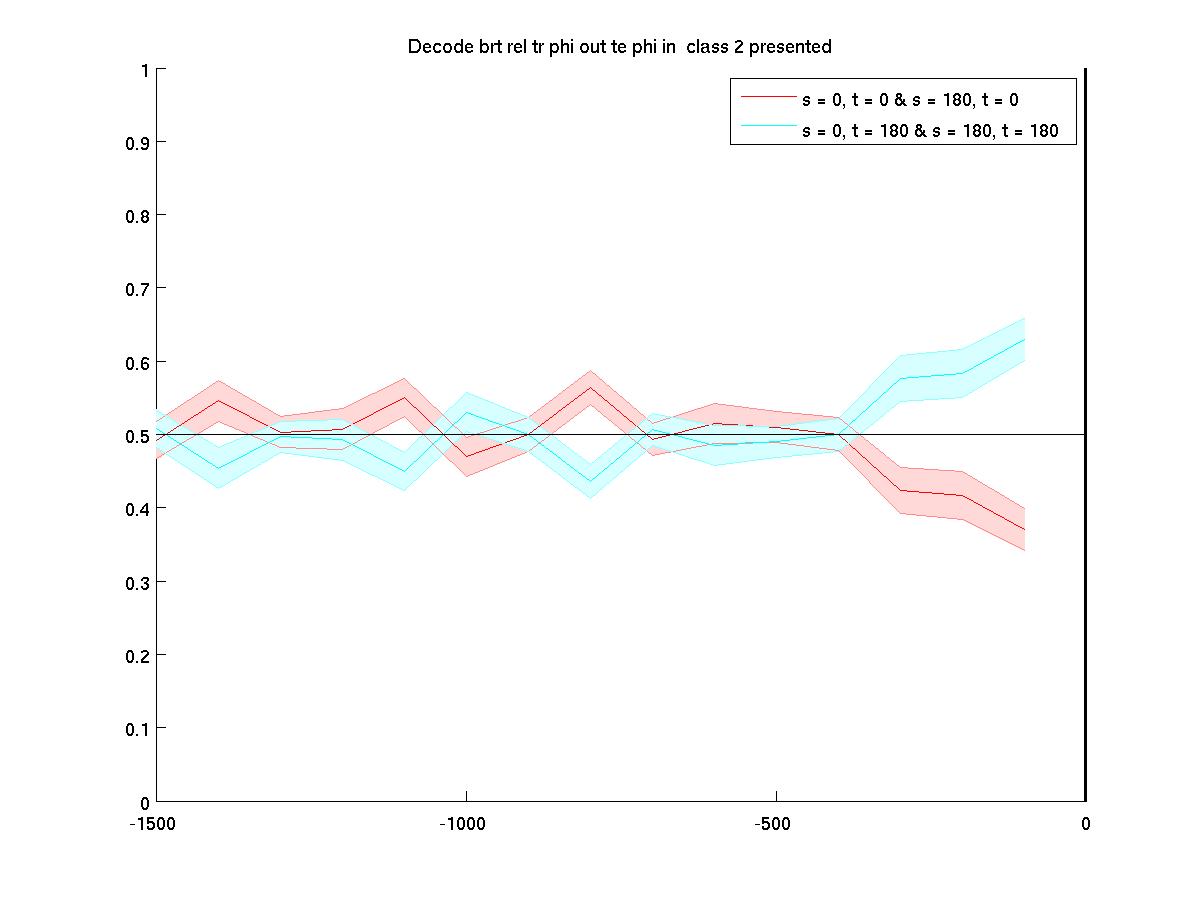 Decode brt rel tr phi out te phi in  class 2 presented
s = 0, t = 0 & s = 180, t = 0
s = 0, t = 180 & s = 180, t = 180
1
0.9
0.8
0.7
0.6
0.5
0.4
0.3
0.2
0.1
0
-1500 -1000 -500 0